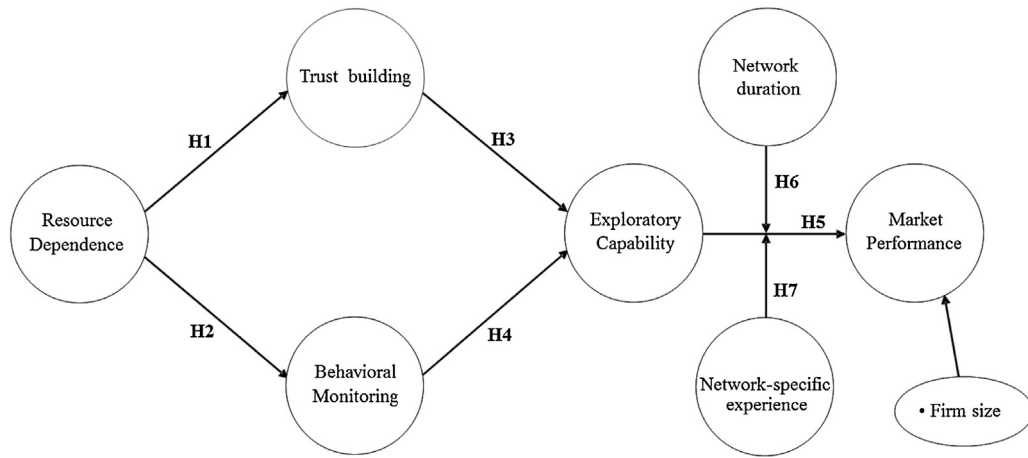 Trust building
Network
duration
H1
H3
H6
Resource
Dependence
Exploratory
Capability
H5
Market
Performance
H2
H4
H7
Behavioral
Monitoring
Network-specific
experience
• Firm size